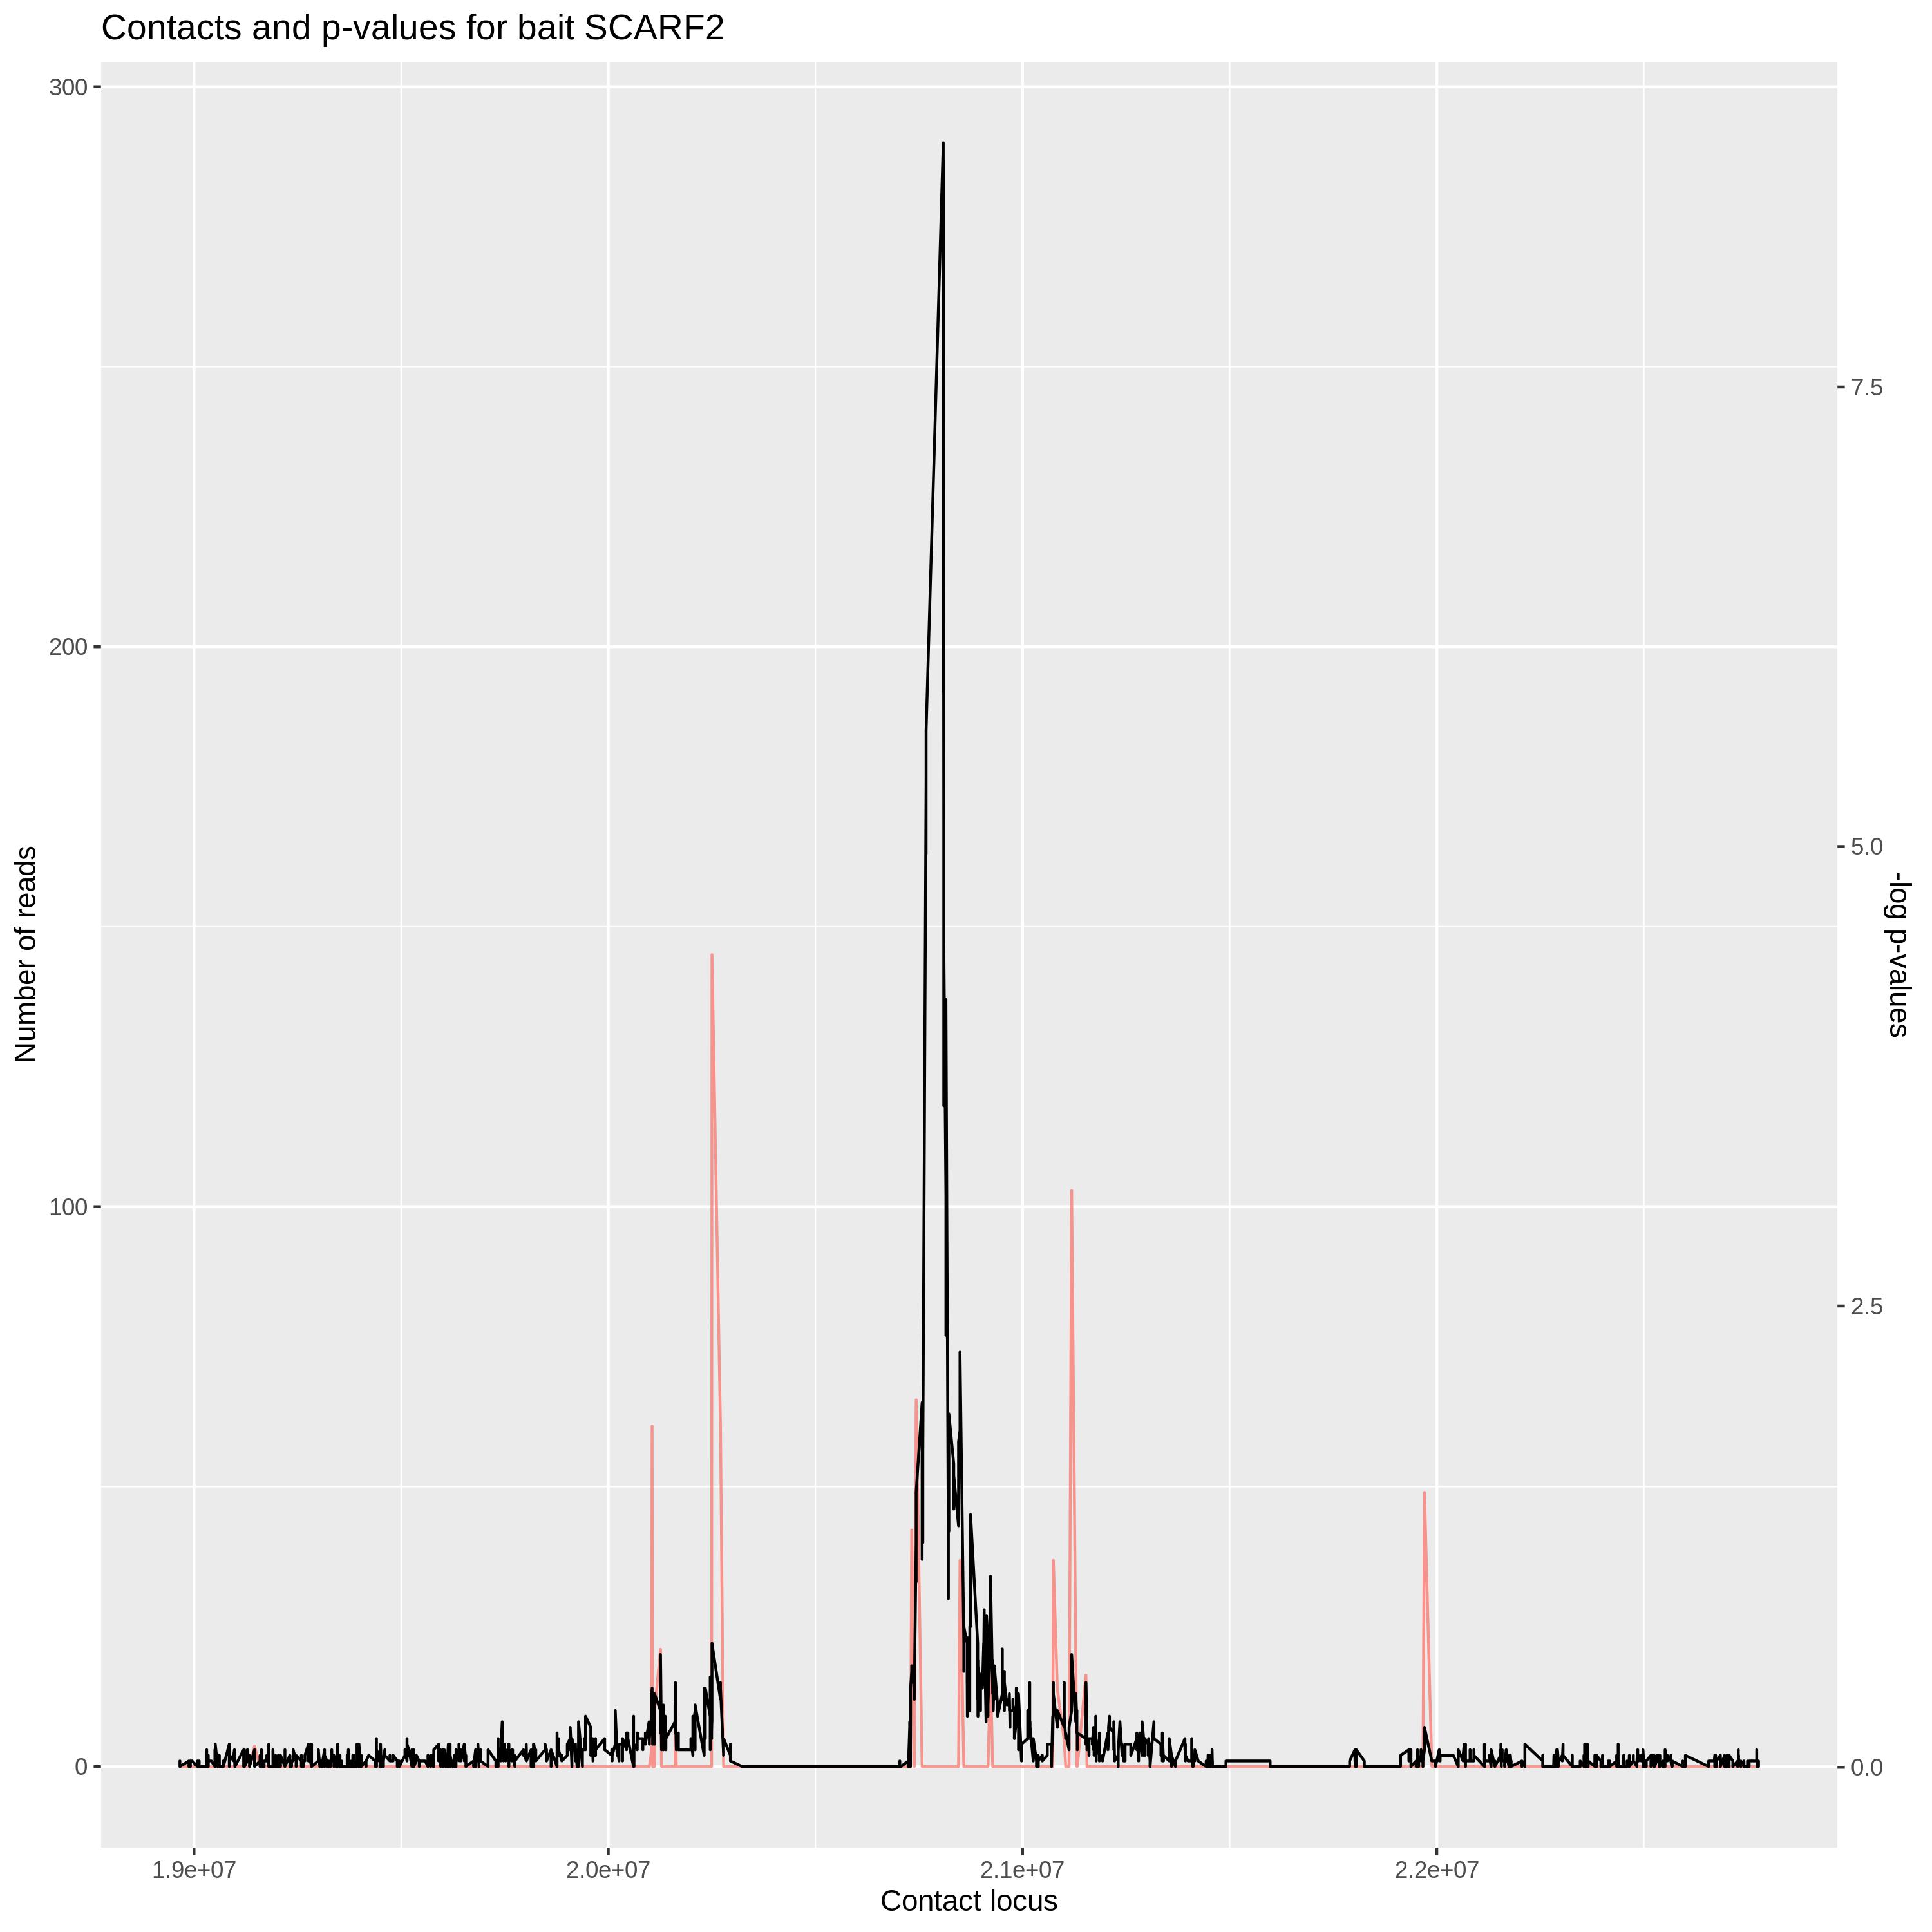 Contacts and p-values for bait SCARF2
300
200
100
0
Number of reads
7.5
5.0
2.5
0.0
-log p-values
1.9e+07
2.0e+07
2.1e+07
2.2e+07
Contact locus